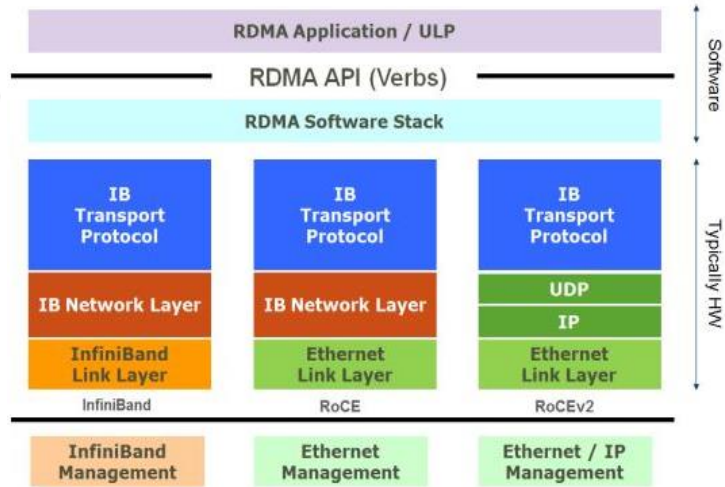 RDMA Application / ULP
RDMA API (Verbs)
RDMA Software Stack
Software
IB
Transport
Protocol
IB
Transport
Protocol
IB
Transport
Protocol
IB Network Layer
IB Network Layer
UDP
IP
InfiniBand
Link Layer
Ethernet
Link Layer
Ethernet
Link Layer
Typically HW
InfiniBand
RoCE
RoCEv2
InfiniBand
Management
Ethernet
Management
Ethernet / IP
Management